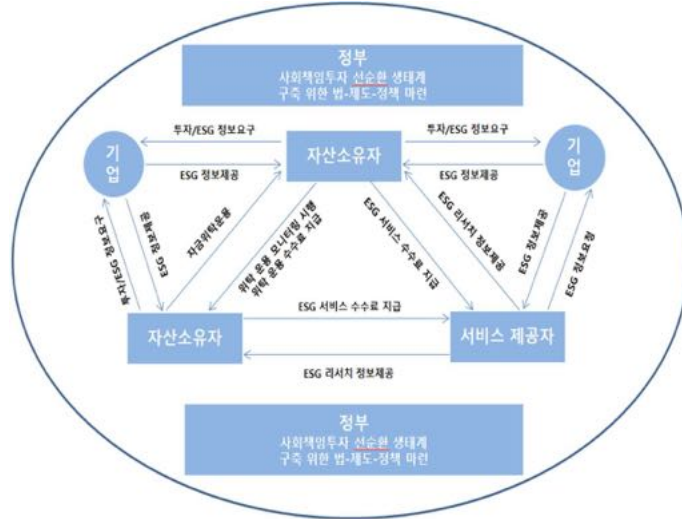 정부
사회책임투자 선순환 생태계
구축 위한 법-제도-정책 마련
투자/ESG 정보요구
투자/ESG 정보요구
기업
자산소유자
기업
ESG 정보제공
ESG 정보제공
투자/ESG 정보요구
ESG 정보제공
자금위탁운용
위탁 운용 모니터링 시행
위탁 운용 수수료 지급
ESG 서비스 수수료 지급
ESG 리서치 정보제공
ESG 정보제공
ESG 정보요청
자산소유자
ESG 서비스 수수료 지급
서비스 제공자
ESG 리서치 정보제공
정부
사회책임투자 선순환 생태계
구축 위한 법-제도-정책 마련